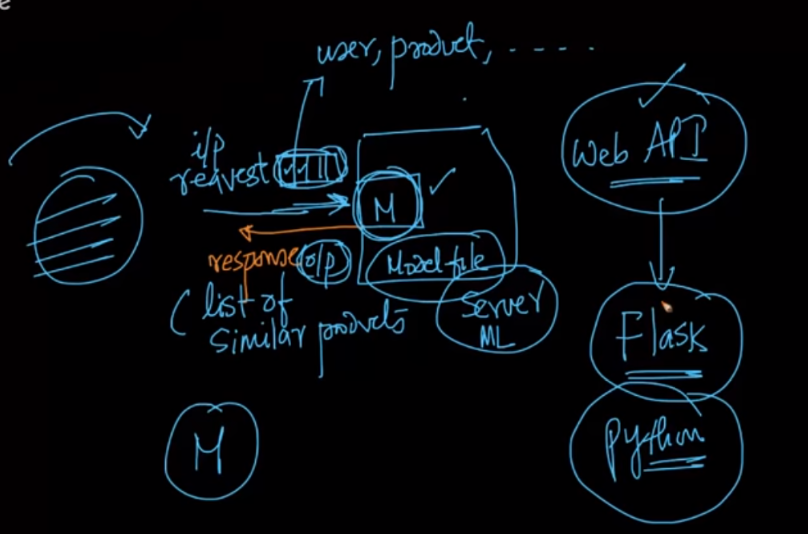 e
user, product, - - - - -
i/p
request
M
response o/p
Model file
( list of
similar products
Server
ML
M
Web API
Flask
Python